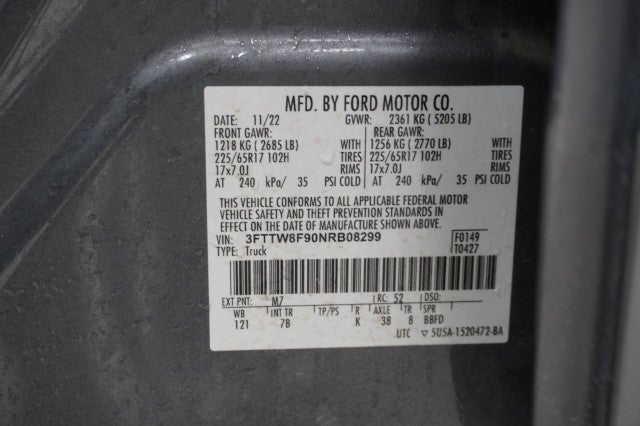 MFD. BY FORD MOTOR CO.
DATE: 11/22 GVWR: 2361 KG ( 5205 LB)
FRONT GAWR: REAR GAWR:
1218 KG ( 2685 LB) WITH 1256 KG ( 2770 LB) WITH
225/65R17 102H TIRES 225/65R17 102H TIRES
17x7.0J RIMS 17x7.0J RIMS
AT 240 kPa/ 35 PSI COLD AT 240 kPa/ 35 PSI COLD
THIS VEHICLE CONFORMS TO ALL APPLICABLE FEDERAL MOTOR
VEHICLE SAFETY AND THEFT PREVENTION STANDARDS IN
EFFECT ON THE DATE OF MANUFACTURE SHOWN ABOVE.
VIN: 3FTTW8F90NRB08299 F0149
TYPE: Truck T0427
EXT PNT: M7 RC: 52 DSO:
WB INT TR TP/PS R AXLE TR SPR
121 7B K 38 8 BBFD
UTC ▽ 5U5A-1520472-BA